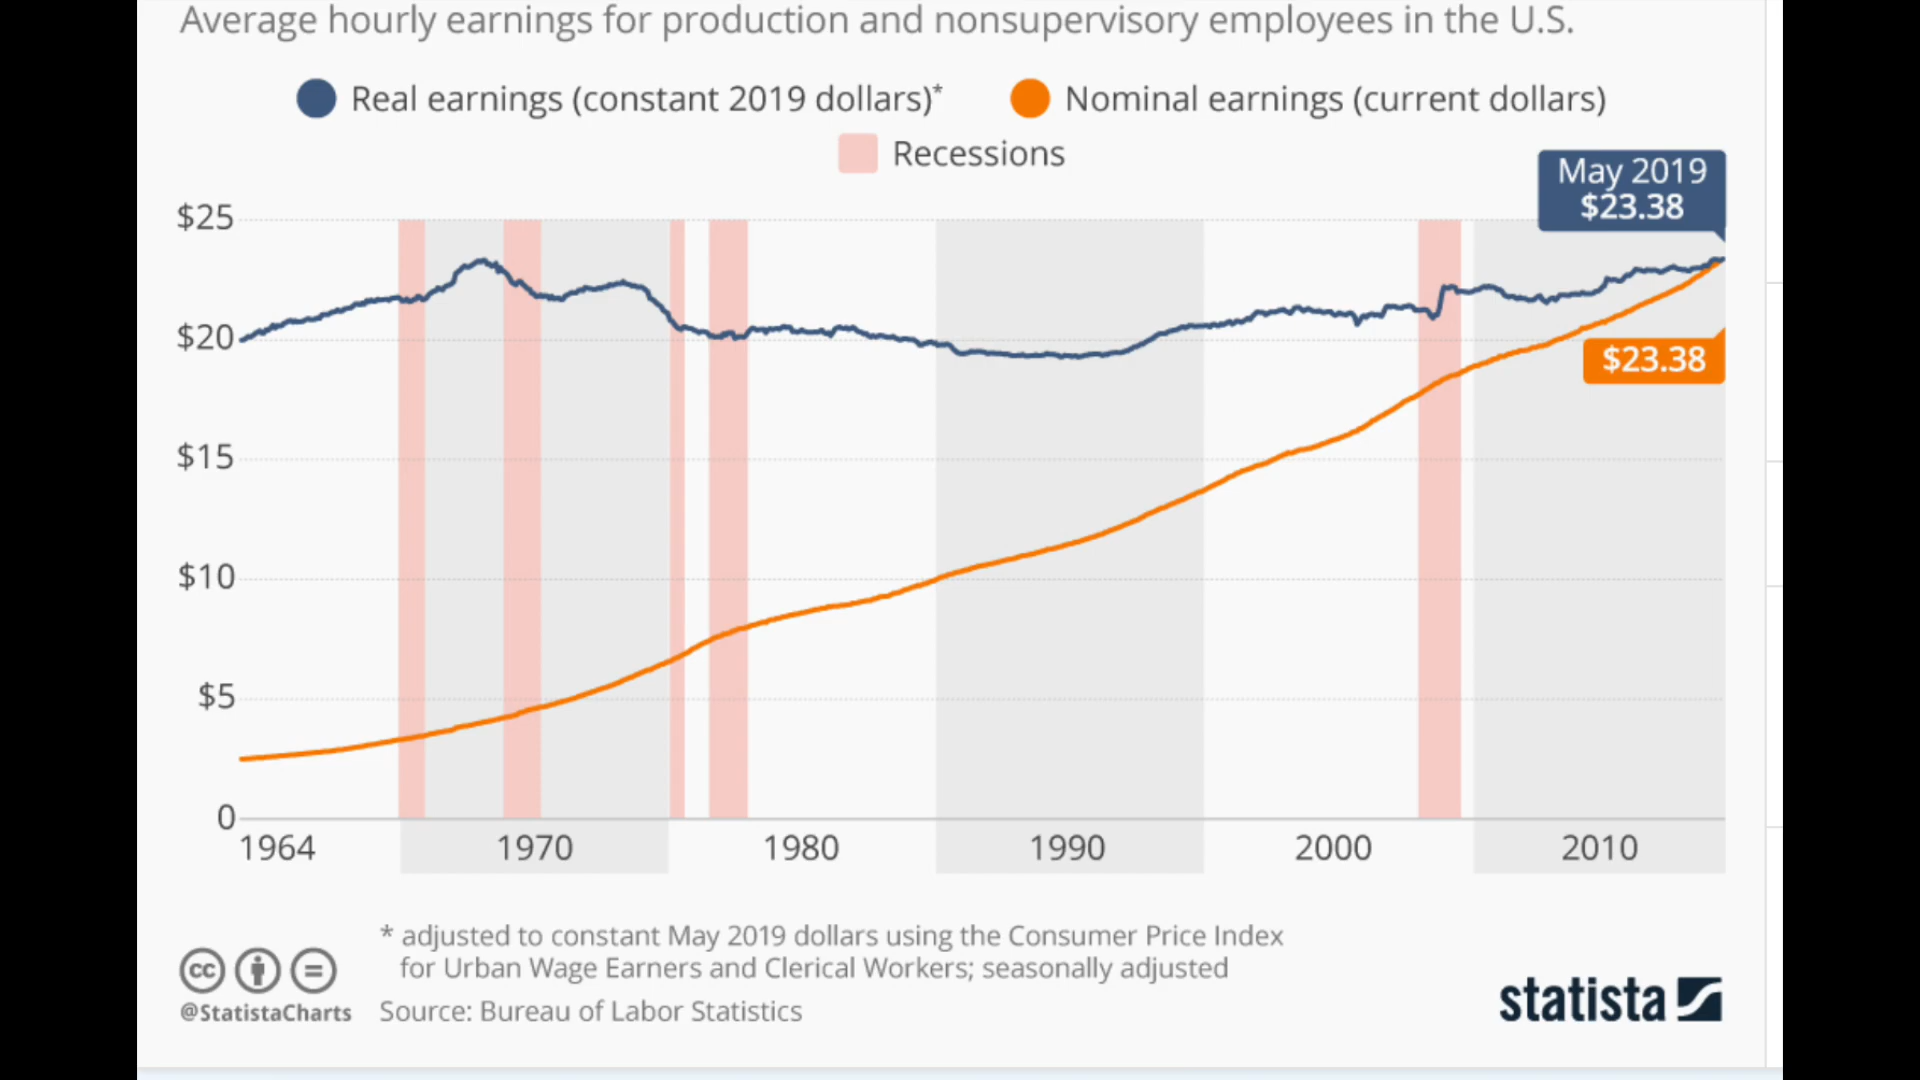 Average hourly earnings for production and nonsupervisory employees in the U.S.
Real earnings (constant 2019 dollars)* Nominal earnings (current dollars)
Recessions
May 2019
$23.38
$25
$20
$23.38
$15
$10
$5
0
1964 1970 1980 1990 2000 2010
* adjusted to constant May 2019 dollars using the Consumer Price Index
for Urban Wage Earners and Clerical Workers; seasonally adjusted
cc
@StatistaCharts Source: Bureau of Labor Statistics
statista